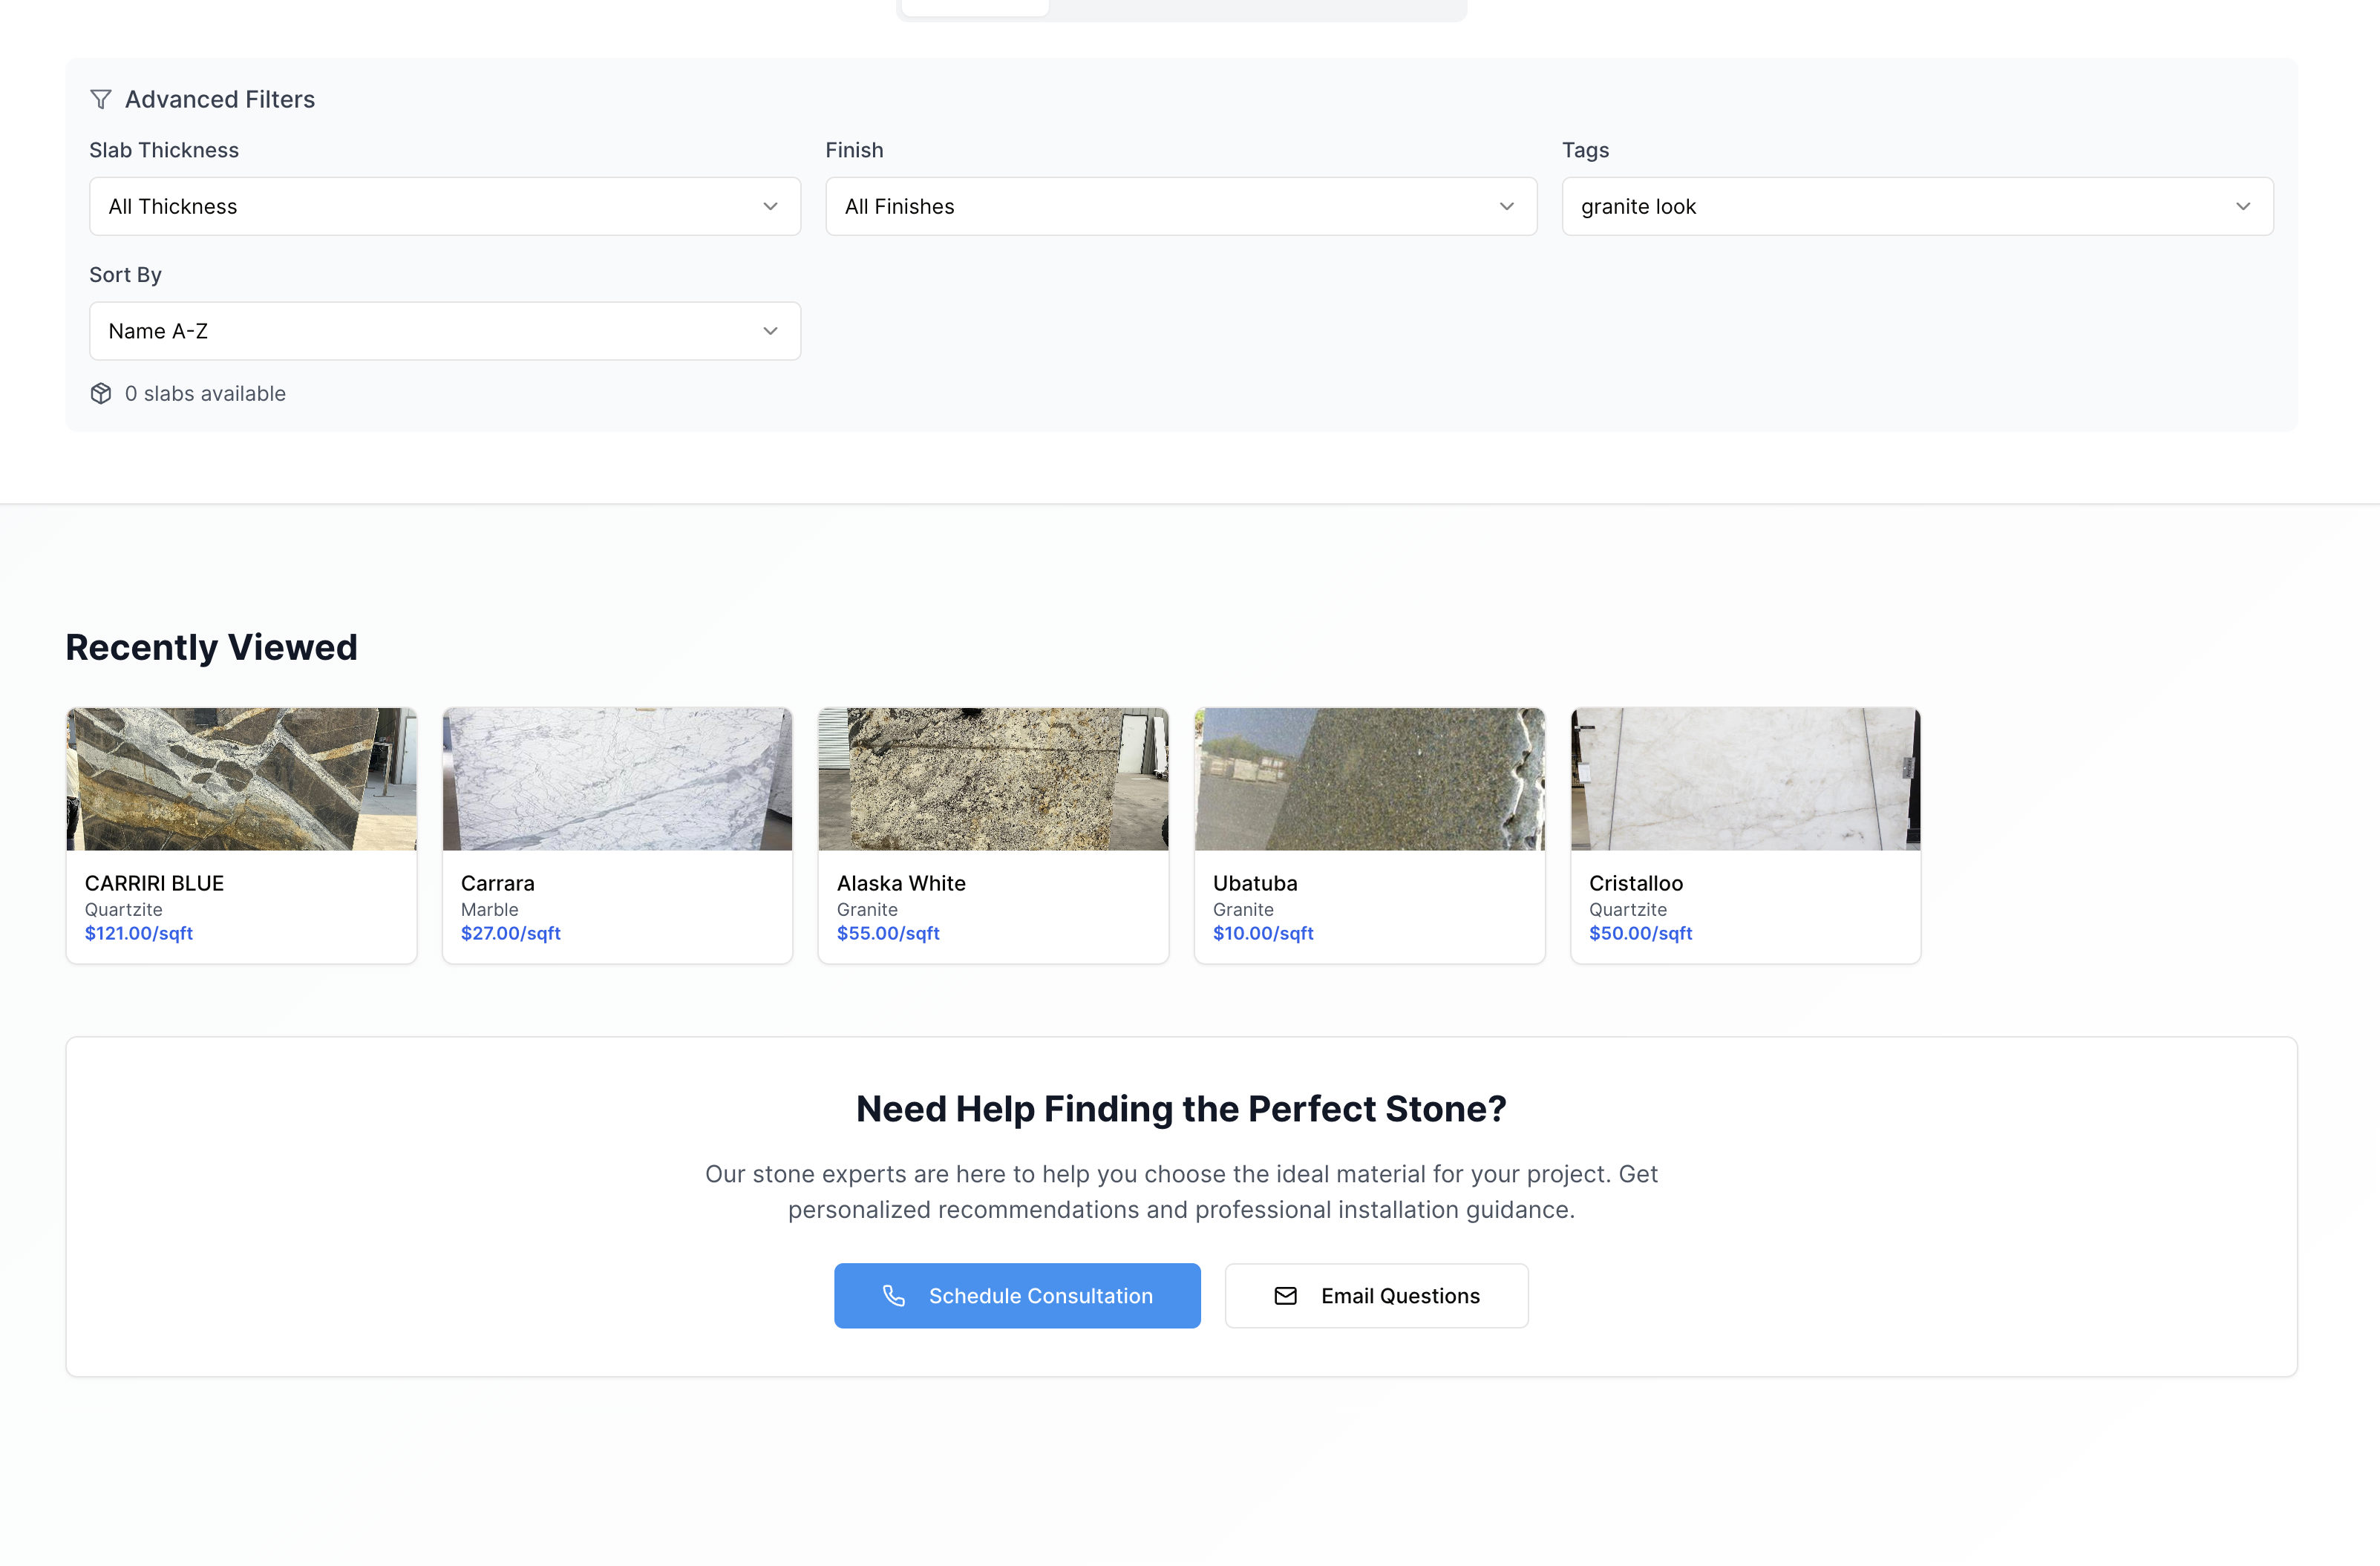 Advanced Filters
Slab Thickness
All Thickness
Finish
All Finishes
Tags
granite look
Sort By
Name A-Z
0 slabs available
Recently Viewed
CARRIRI BLUE
Quartzite
$121.00/sqft
Carrara
Marble
$27.00/sqft
Alaska White
Granite
$55.00/sqft
Ubatuba
Granite
$10.00/sqft
Cristalloo
Quartzite
$50.00/sqft
Need Help Finding the Perfect Stone?
Our stone experts are here to help you choose the ideal material for your project. Get
personalized recommendations and professional installation guidance.
Schedule Consultation
Email Questions